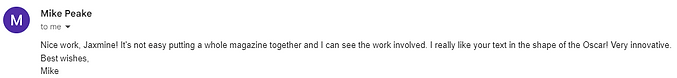 M
Mike Peake
to me
Nice work, Jaxmine! It's not easy putting a whole magazine together and I can see the work involved. I really like your text in the shape of the Oscar! Very innovative.
Best wishes,
Mike